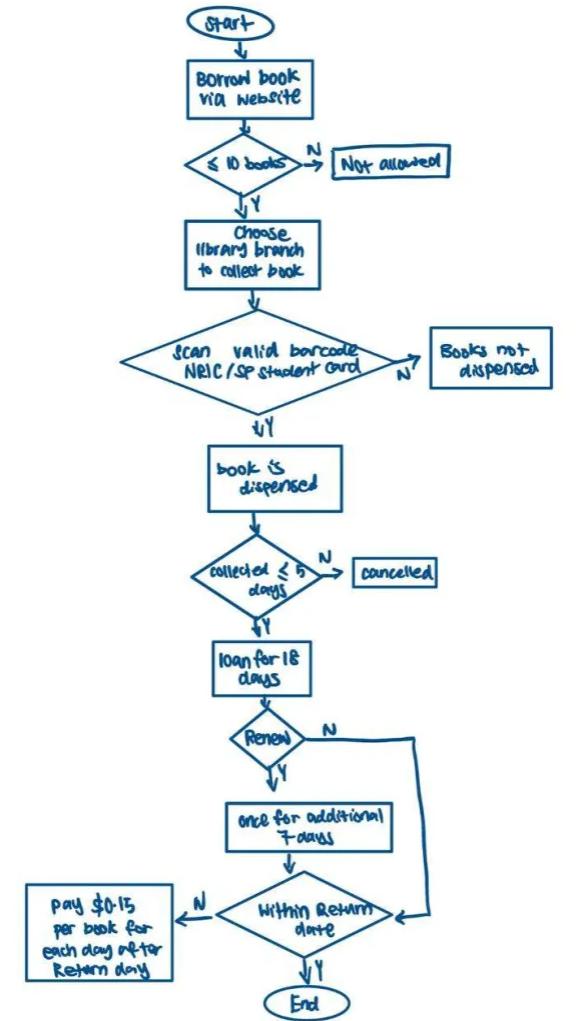 Start
Borrow book
via website
≤ 10 books
N
Not allowed
Y
Choose
library branch
to collect book
scan valid barcode
NRIC/SP student card
N
Books not
dispensed
Y
book is
dispensed
collected ≤ 5
days
N
cancelled
Y
loan for 18
days
Renew
N
Y
once for additional
7 days
Within Return
date
N
pay $0.15
per book for
each day after
Return day
Y
End